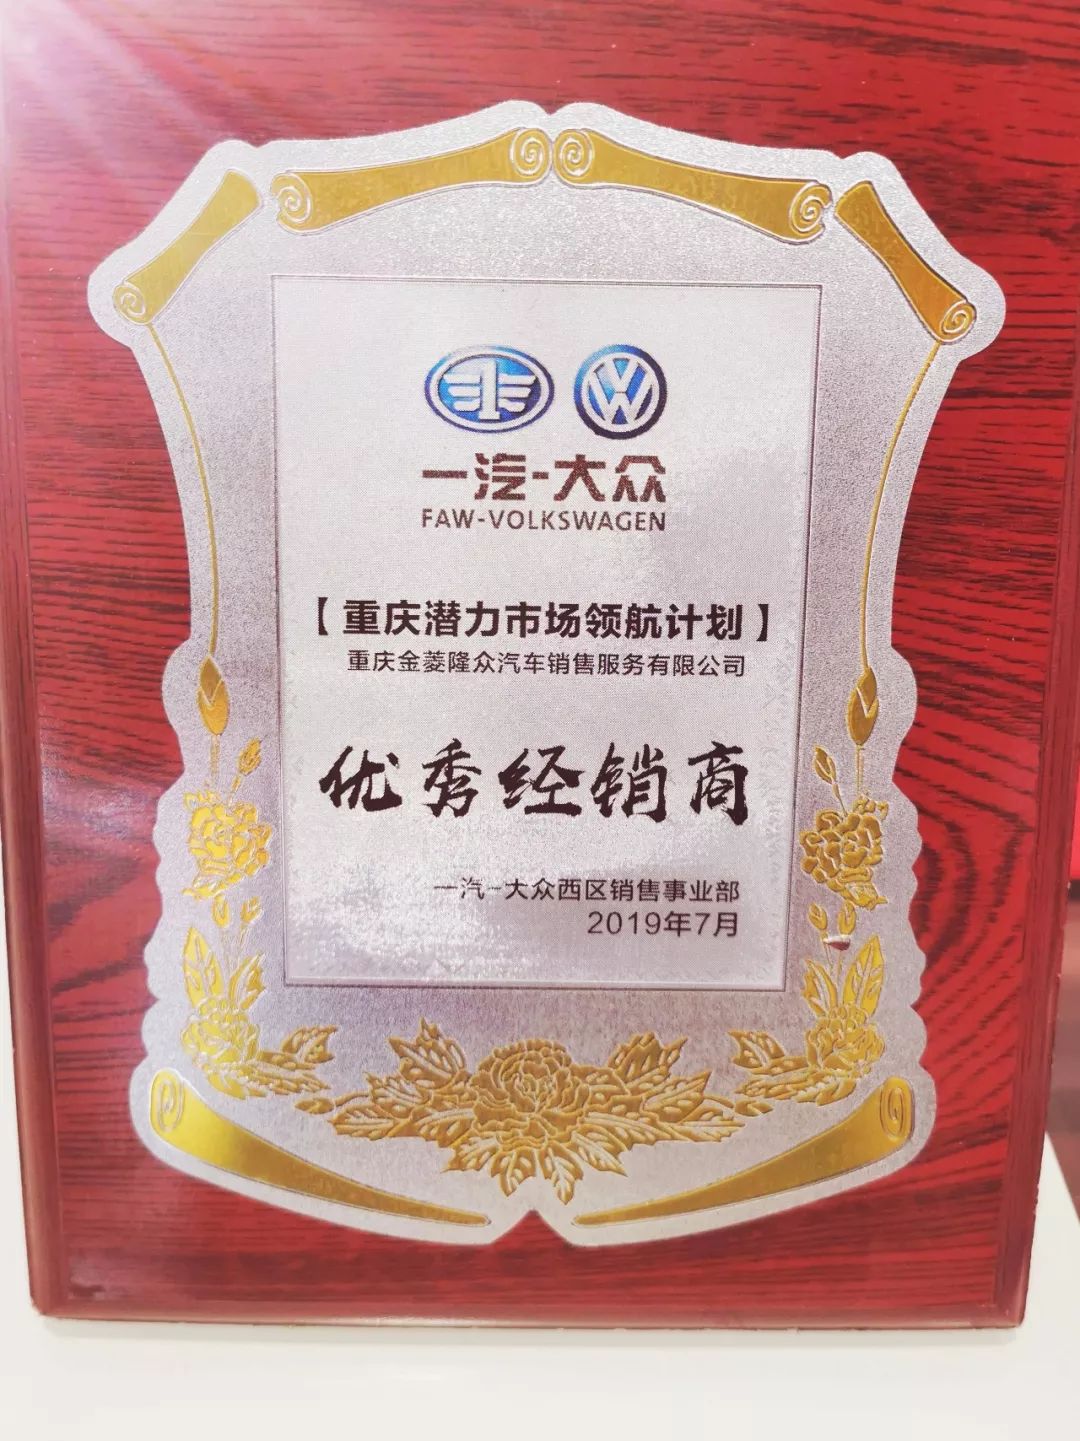 一汽-大众
FAW-VOLKSWAGEN
【重庆潜力市场领航计划】
重庆金菱隆众汽车销售服务有限公司
优秀经销商
一汽-大众西区销售事业部
2019年7月